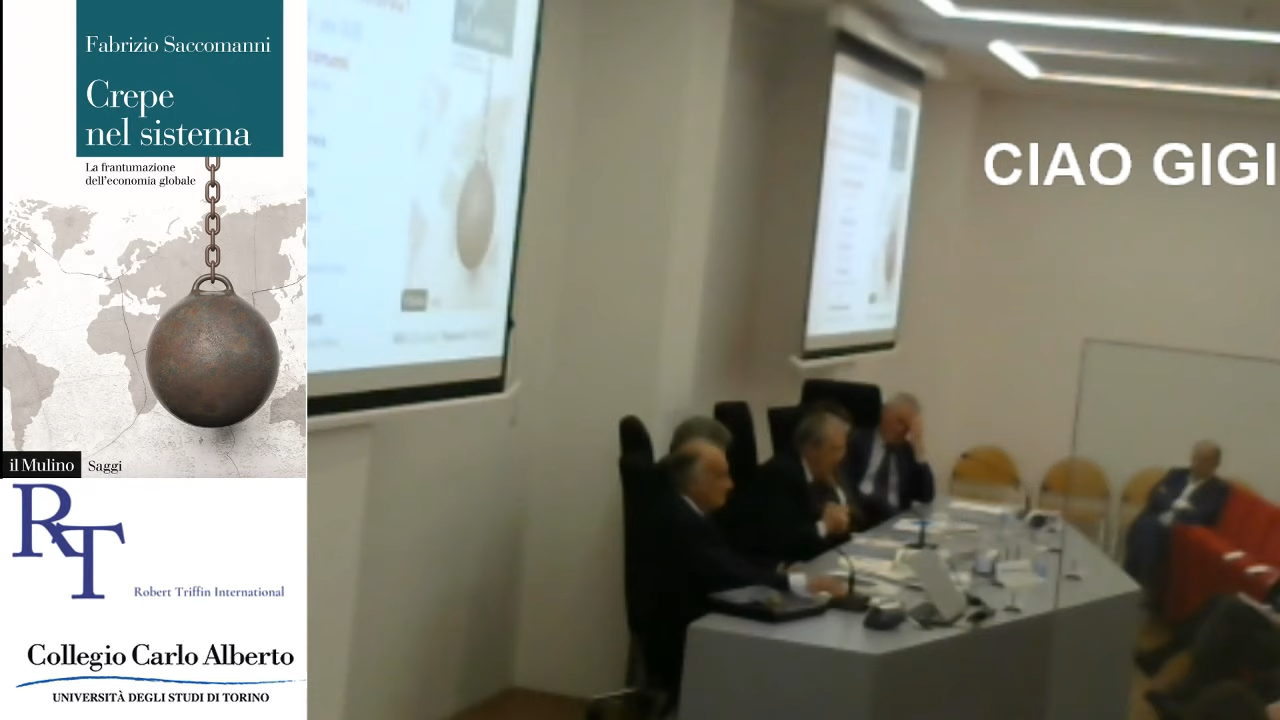 Fabrizio Saccomanni
Crepe
nel sistema
La frantumazione
dell'economia globale
il Mulino Saggi
RT
Robert Triffin International
Collegio Carlo Alberto
UNIVERSITÀ DEGLI STUDI DI TORINO
CIAO GIGI